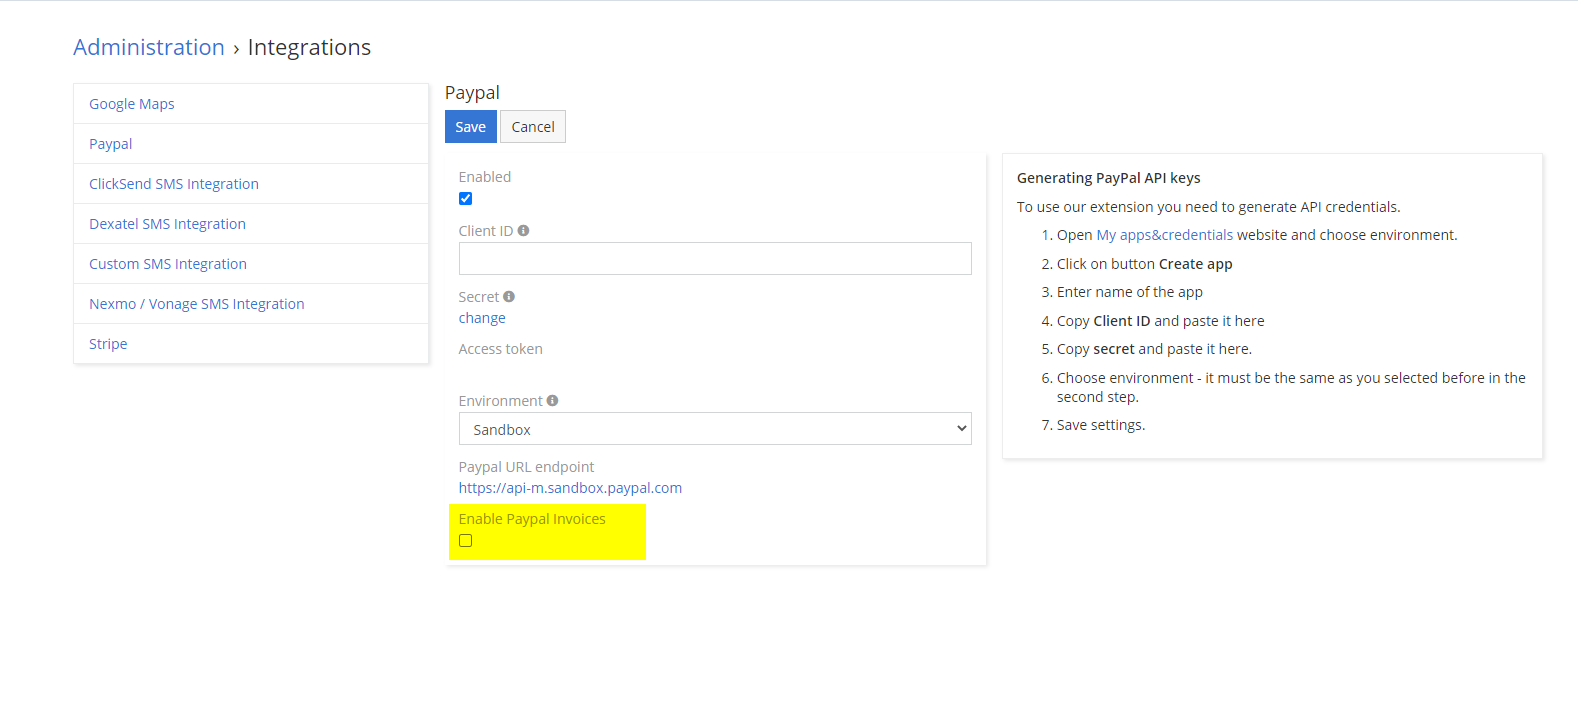 Administration › Integrations
Google Maps
Paypal
ClickSend SMS Integration
Dexatel SMS Integration
Custom SMS Integration
Nexmo / Vonage SMS Integration
Stripe
Paypal
Save Cancel
Enabled
Client ID
Secret
change
Access token
Environment
Sandbox
Paypal URL endpoint
https://api-m.sandbox.paypal.com
Enable Paypal Invoices
Generating PayPal API keys
To use our extension you need to generate API credentials.
1. Open My apps&credentials website and choose environment.
2. Click on button Create app
3. Enter name of the app
4. Copy Client ID and paste it here
5. Copy secret and paste it here.
6. Choose environment - it must be the same as you selected before in the
second step.
7. Save settings.